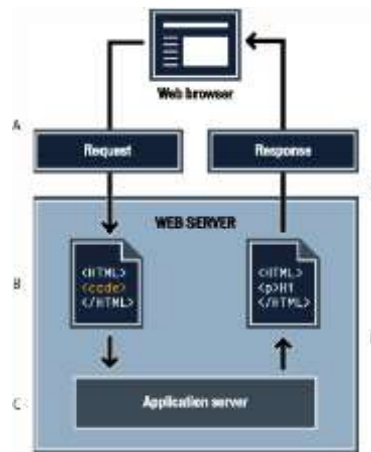 Web browser
A
Request
Response
WEB SERVER
B
<HTML>
<code>
</HTML>
<HTML>
<p>Hi
</HTML>
C
Application server